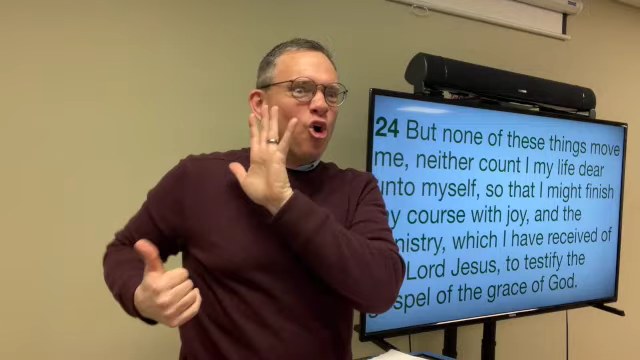 24 But none of these things move
me, neither count I my life dear
unto myself, so that I might finish
y course with joy, and the
nistry, which I have received of
Lord Jesus, to testify the
spel of the grace of God.